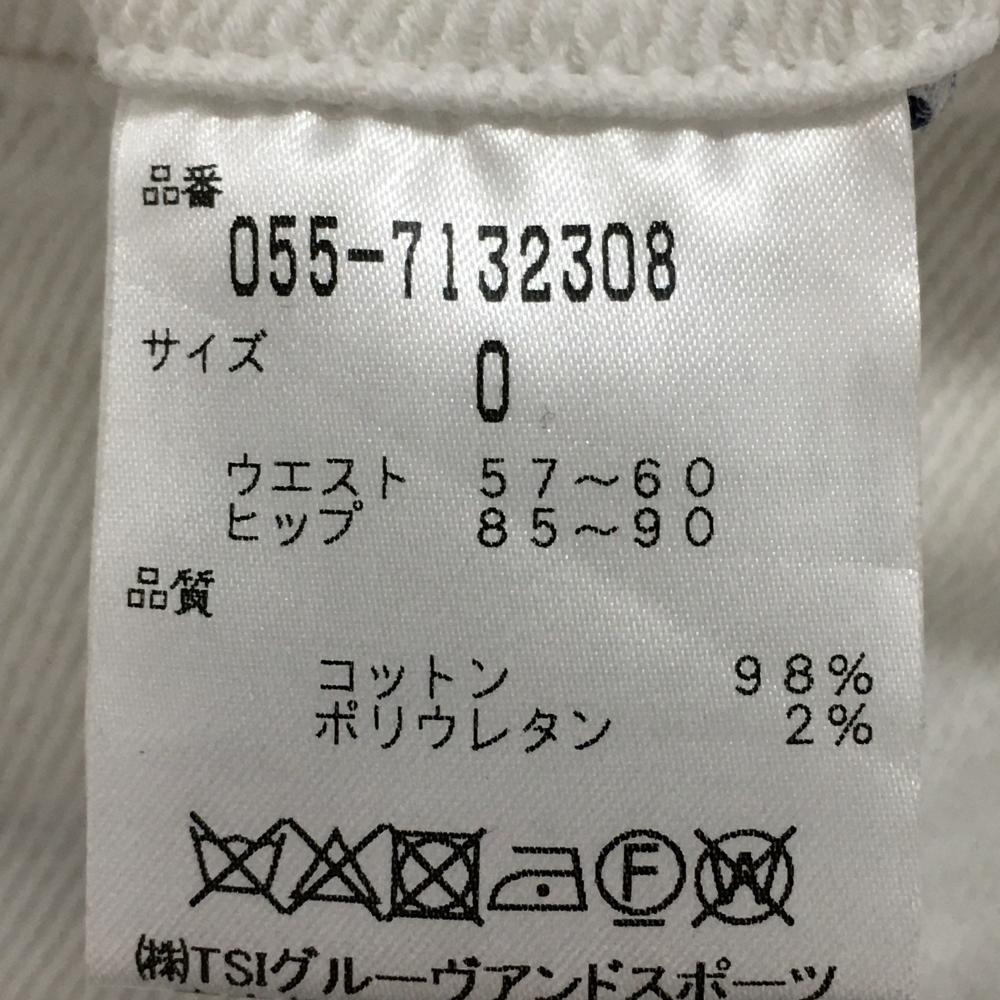 品番
055-7132308
サイズ
0
ウエスト 57～60
ヒップ 85～90
品質
コットン 98%
ポリウレタン 2%
F W
㈱TSIグルーヴアンドスポーツ